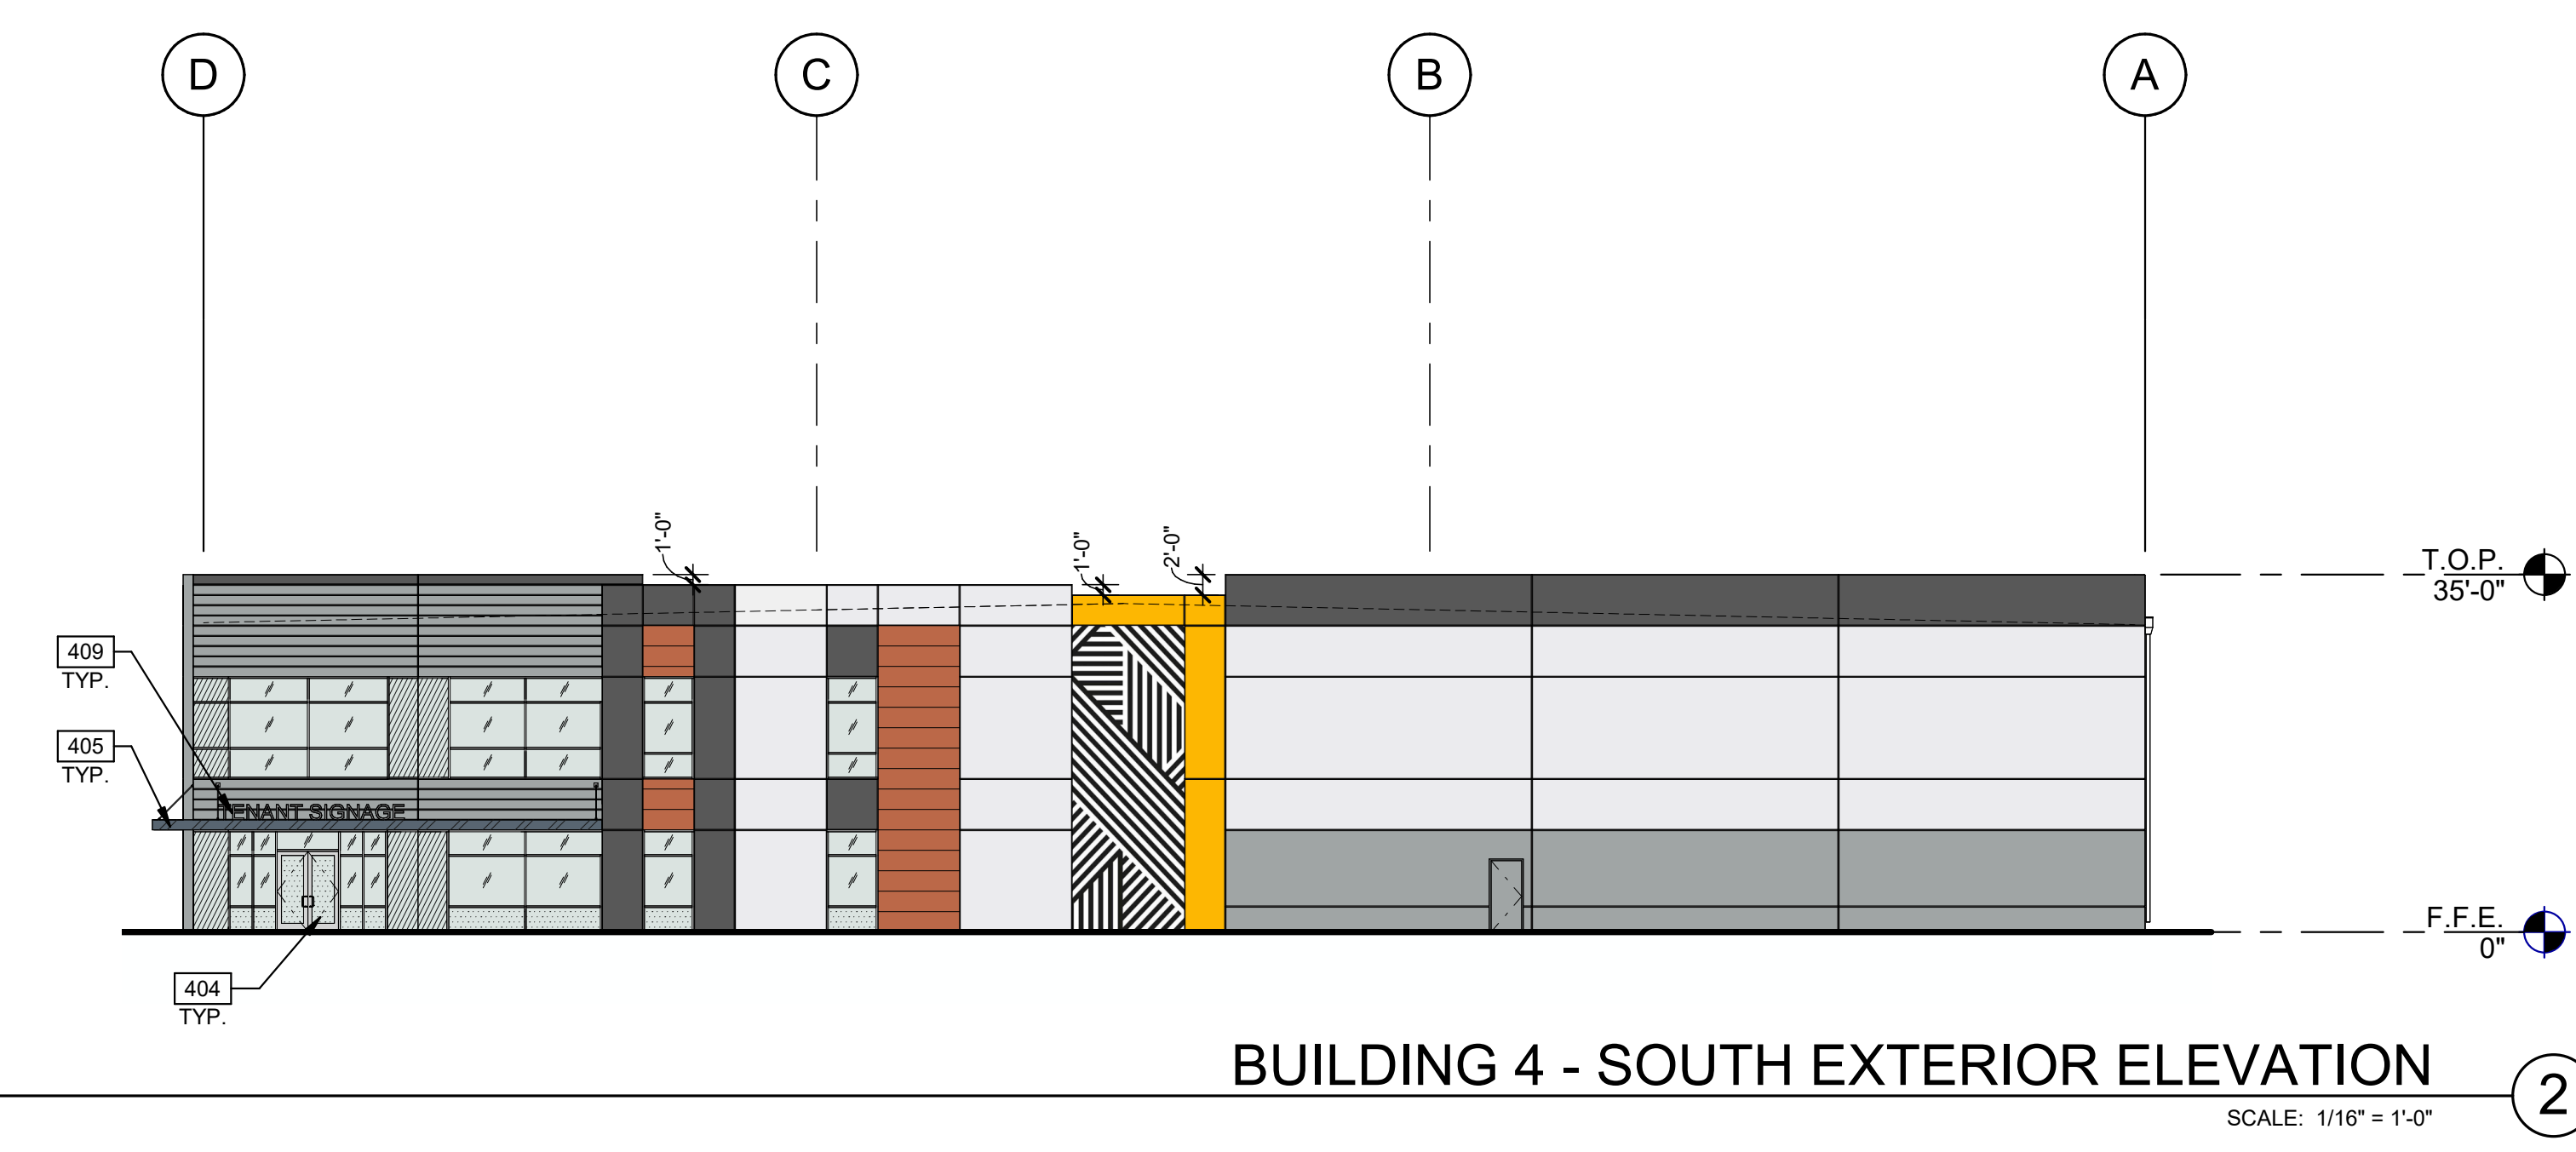 D
C
B
A
1'-0"
1'-0"
2'-0"
T.O.P.
35'-0"
409
TYP.
405
TYP.
TENANT SIGNAGE
F.F.E.
0"
404
TYP.
BUILDING 4 - SOUTH EXTERIOR ELEVATION
2
SCALE: 1/16" = 1'-0"